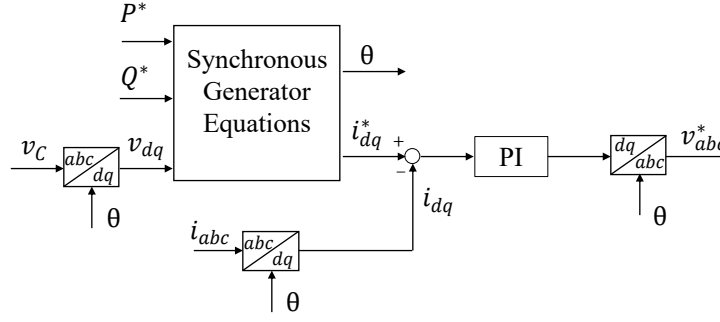 P*
Q*
Synchronous
Generator
Equations
θ
v_C
abc
dq
v_dq
θ
i*_dq
+
−
PI
dq
abc
v*_abc
θ
i_dq
i_abc
abc
dq
θ